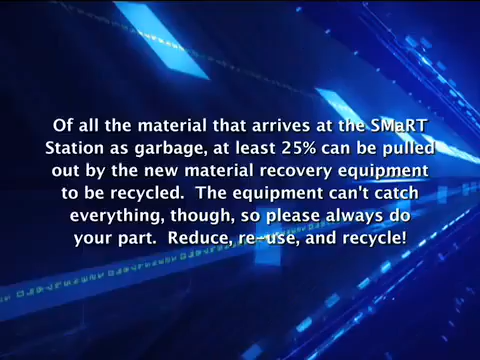 Of all the material that arrives at the SMaRT
Station as garbage, at least 25% can be pulled
out by the new material recovery equipment
to be recycled.  The equipment can't catch
everything, though, so please always do
your part.  Reduce, re-use, and recycle!